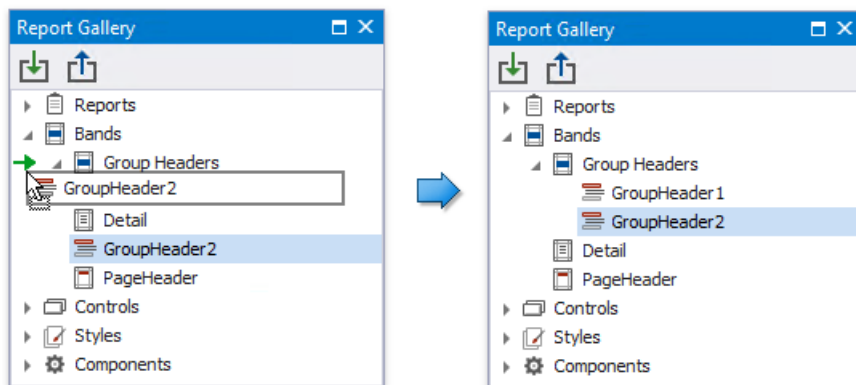 Report Gallery
Reports
Bands
Group Headers
GroupHeader2
Detail
GroupHeader2
PageHeader
Controls
Styles
Components
Report Gallery
Reports
Bands
Group Headers
GroupHeader1
GroupHeader2
Detail
PageHeader
Controls
Styles
Components